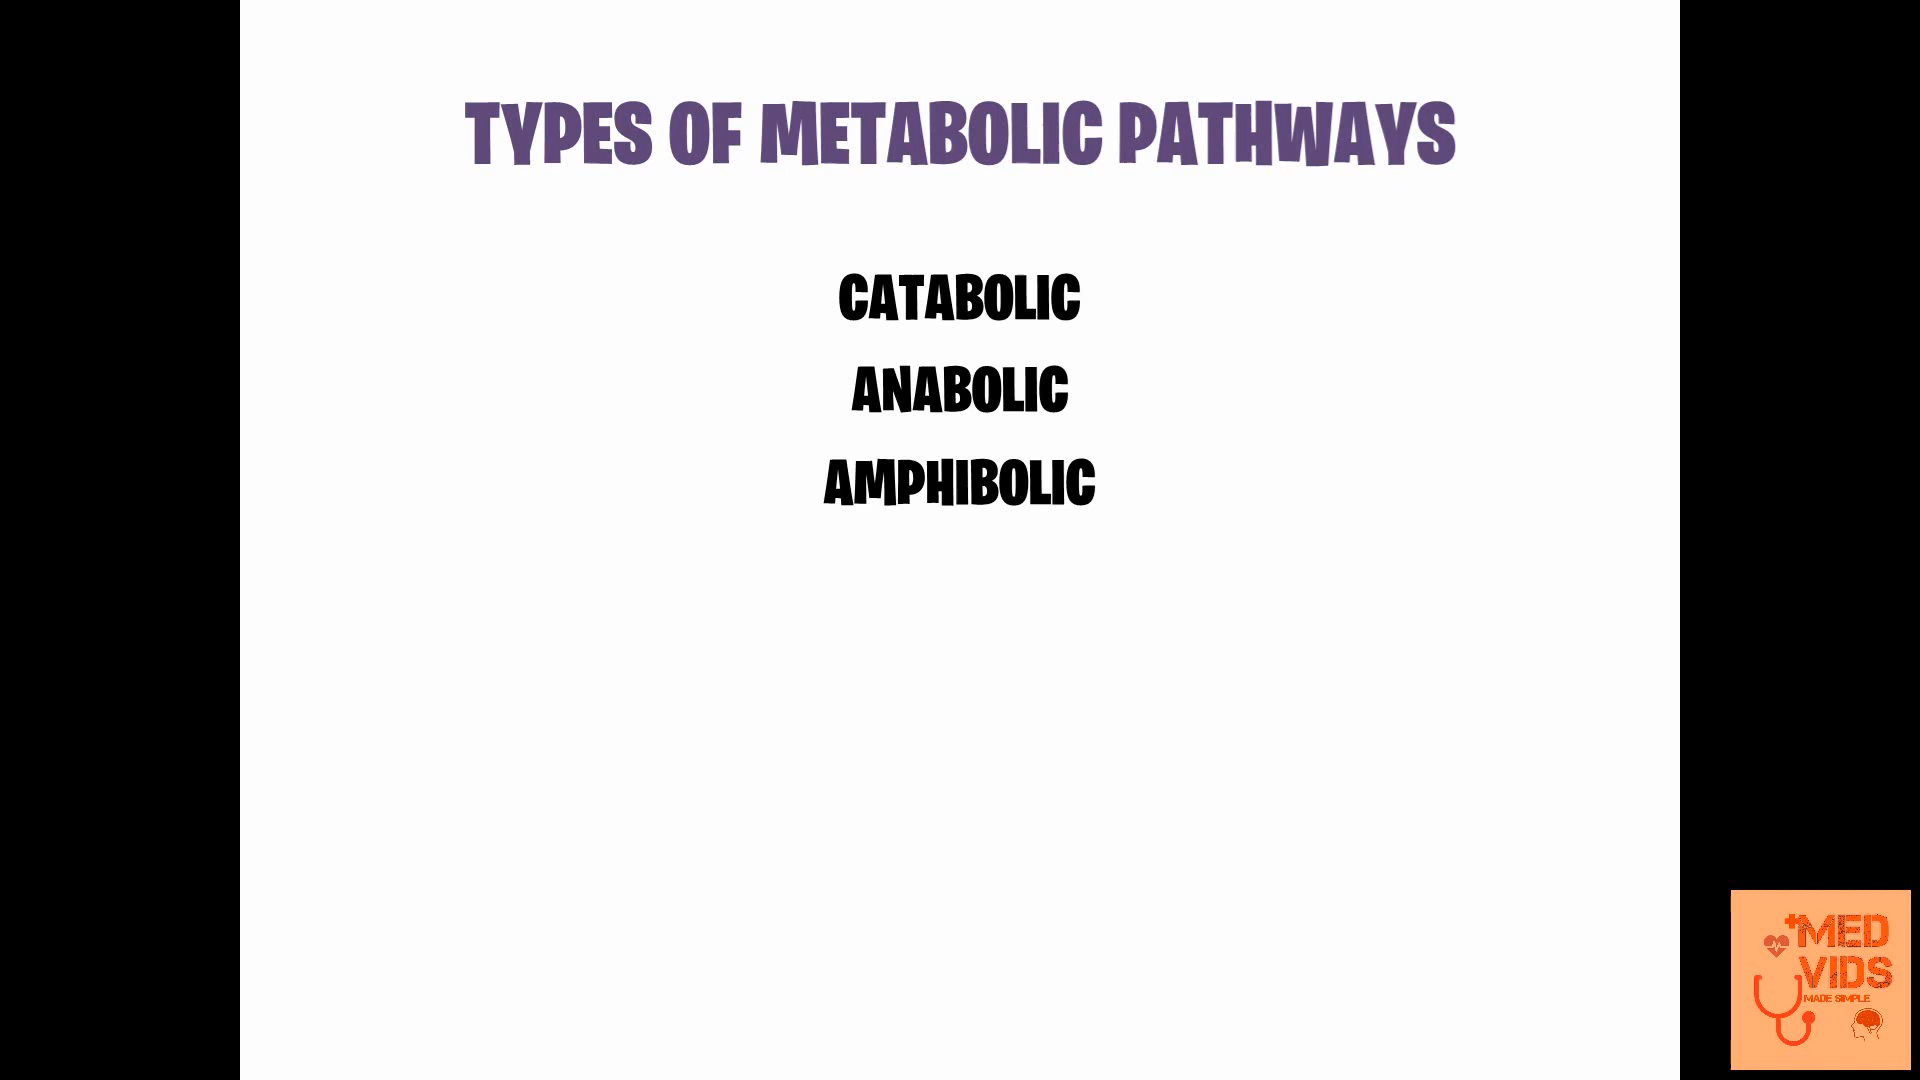 TYPES OF METABOLIC PATHWAYS
CATABOLIC
ANABOLIC
AMPHIBOLIC
MED
VIDS
MADE SIMPLE